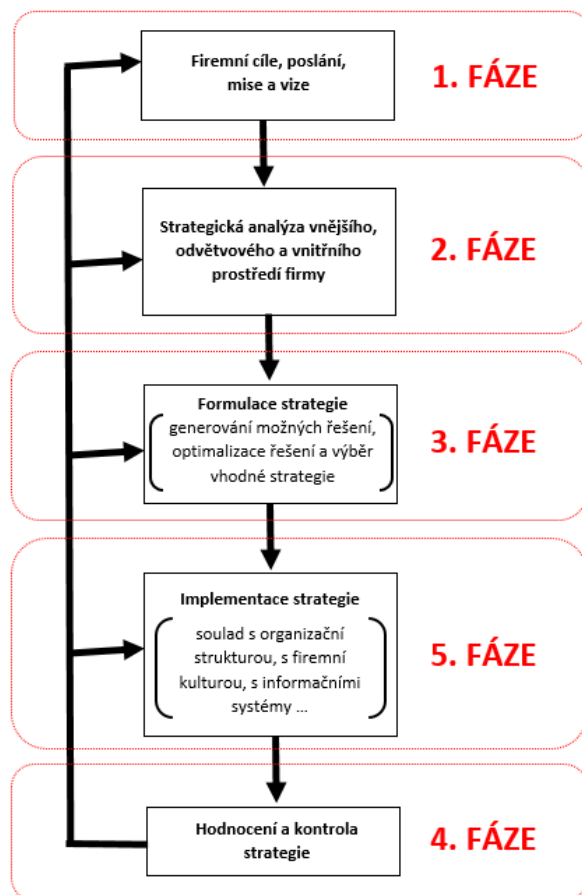 Firemní cíle, poslání,
mise a vize
1. FÁZE
Strategická analýza vnějšího,
odvětvového a vnitřního
prostředí firmy
2. FÁZE
Formulace strategie
generování možných řešení,
optimalizace řešení a výběr
vhodné strategie
3. FÁZE
Implementace strategie
soulad s organizační
strukturou, s firemní
kulturou, s informačními
systémy ...
5. FÁZE
Hodnocení a kontrola
strategie
4. FÁZE